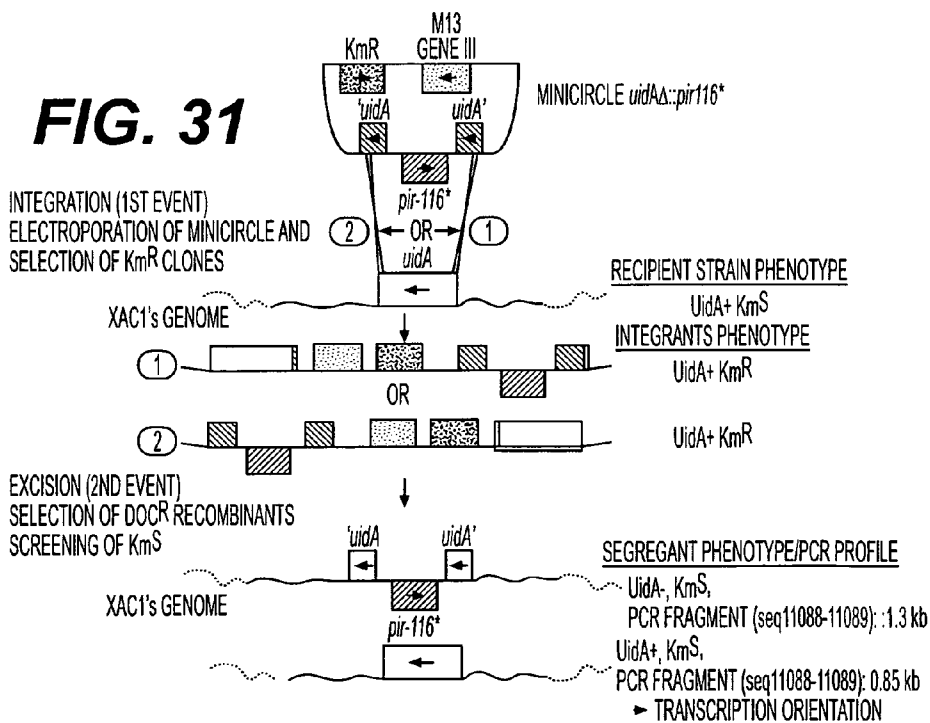 FIG. 31
KmR
M13
GENE III
MINICIRCLE uidAΔ::pir116*
'uidA
uidA'
pir-116*
INTEGRATION (1ST EVENT)
ELECTROPORATION OF MINICIRCLE AND
SELECTION OF KmR CLONES
2
OR
1
uidA
RECIPIENT STRAIN PHENOTYPE
UidA+ KmS
XAC1's GENOME
INTEGRANTS PHENOTYPE
1
UidA+ KmR
OR
2
UidA+ KmR
EXCISION (2ND EVENT)
SELECTION OF DOCR RECOMBINANTS
SCREENING OF KmS
'uidA
uidA'
SEGREGANT PHENOTYPE/PCR PROFILE
UidA-, KmS,
XAC1's GENOME
PCR FRAGMENT (seq11088-11089): :1.3 kb
pir-116*
UidA+, KmS,
PCR FRAGMENT (seq11088-11089): 0.85 kb
► TRANSCRIPTION ORIENTATION